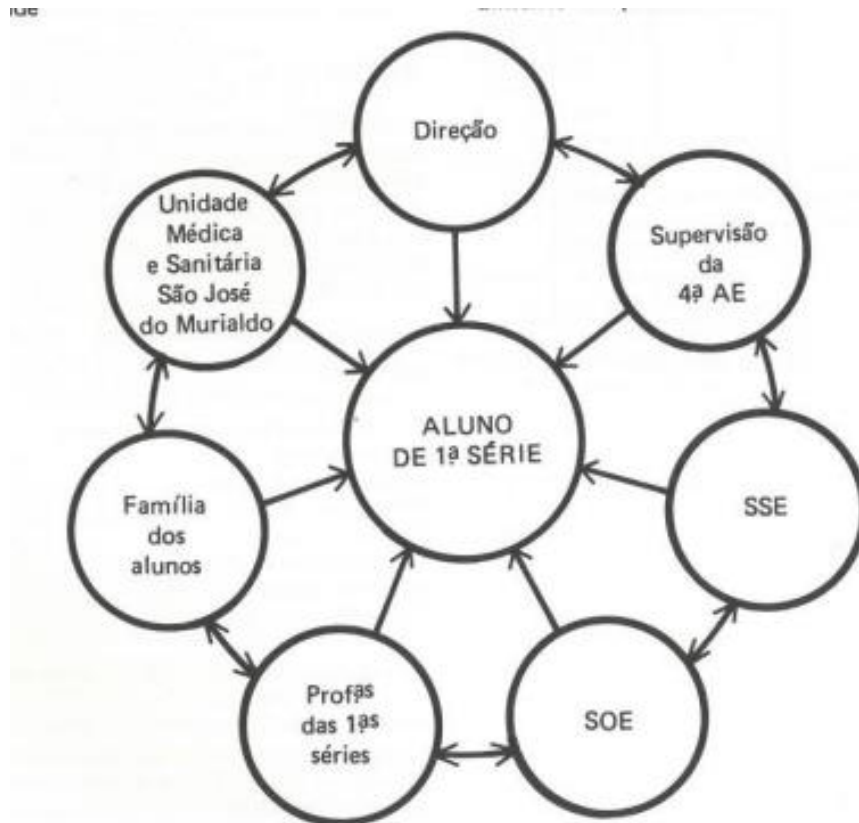 Direção
Unidade
Médica
e Sanitária
São José
do Murialdo
Supervisão
da
4ª AE
ALUNO
DE 1ª SÉRIE
Família
dos
alunos
SSE
Profªs
das 1ªs
séries
SOE